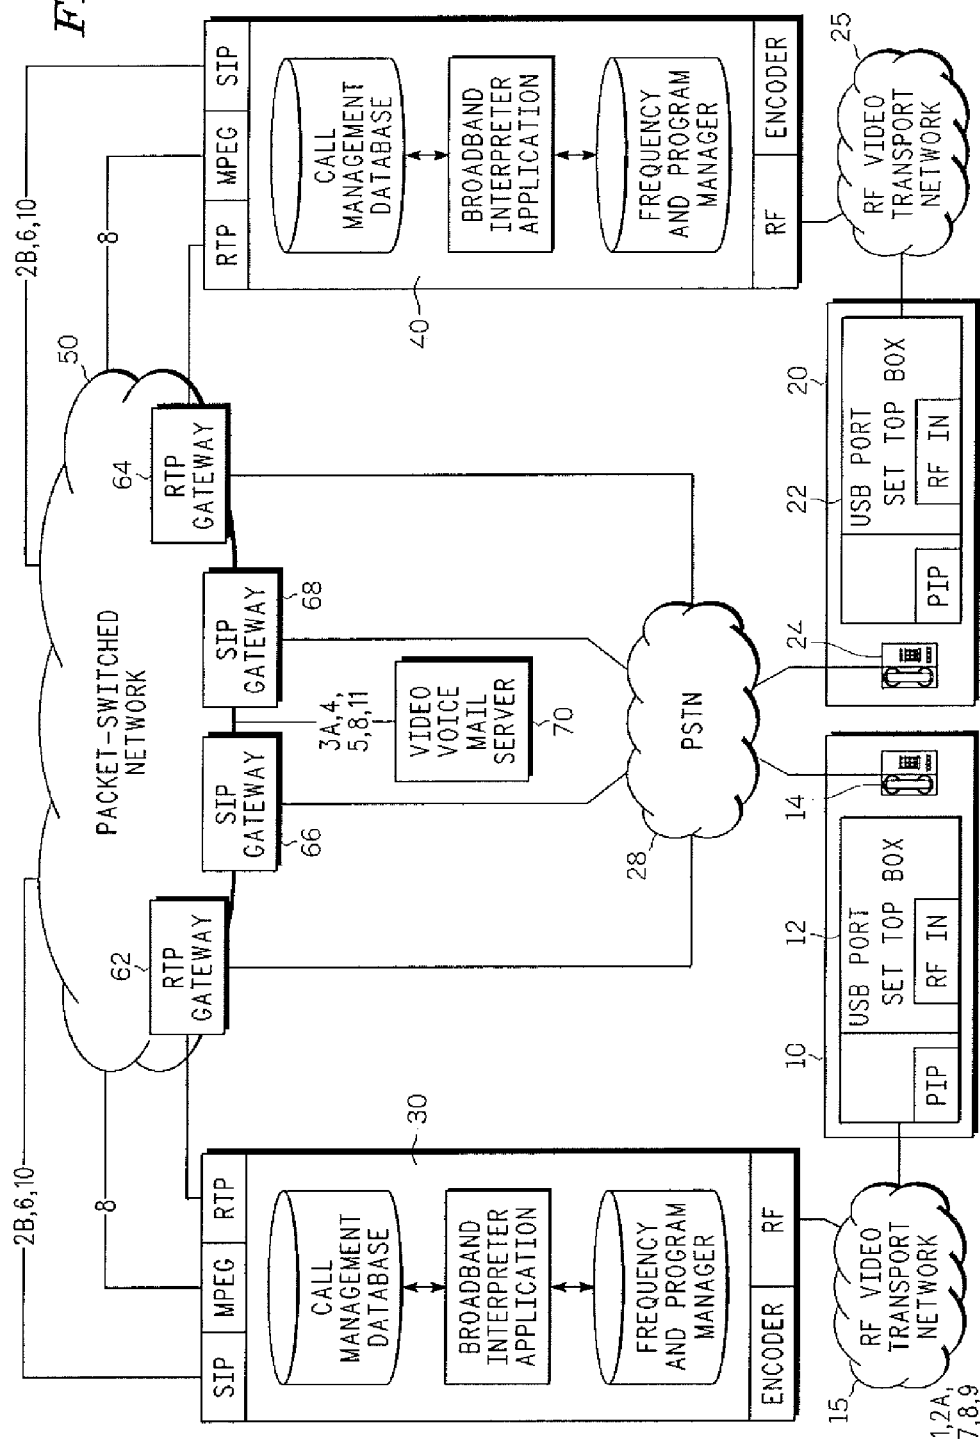 F
2B,6,10
8
50
PACKET-SWITCHED
NETWORK
62
RTP
GATEWAY
SIP
GATEWAY
66
SIP
GATEWAY
68
64
RTP
GATEWAY
2B,6,10
8
3A,4,
5,8,11
VIDEO
VOICE
MAIL
SERVER
70
28
PSTN
30
SIP
MPEG
RTP
CALL
MANAGEMENT
DATABASE
BROADBAND
INTERPRETER
APPLICATION
FREQUENCY
AND PROGRAM
MANAGER
ENCODER
RF
40
RTP
MPEG
SIP
CALL
MANAGEMENT
DATABASE
BROADBAND
INTERPRETER
APPLICATION
FREQUENCY
AND PROGRAM
MANAGER
RF
ENCODER
15
RF VIDEO
TRANSPORT
NETWORK
1,2A,
7,8,9
10
12
14
USB PORT
SET TOP BOX
PIP
RF IN
24
22
20
USB PORT
SET TOP BOX
PIP
RF IN
25
RF VIDEO
TRANSPORT
NETWORK